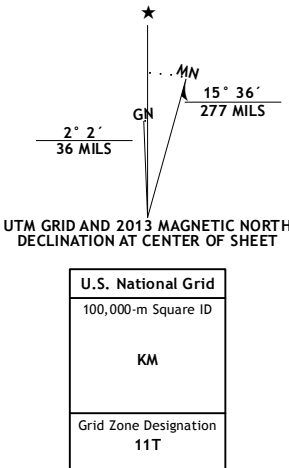 ★
MN
15° 36´
277 MILS
GN
2° 2´
36 MILS
UTM GRID AND 2013 MAGNETIC NORTH
DECLINATION AT CENTER OF SHEET
U.S. National Grid
100,000-m Square ID
KM
Grid Zone Designation
11T